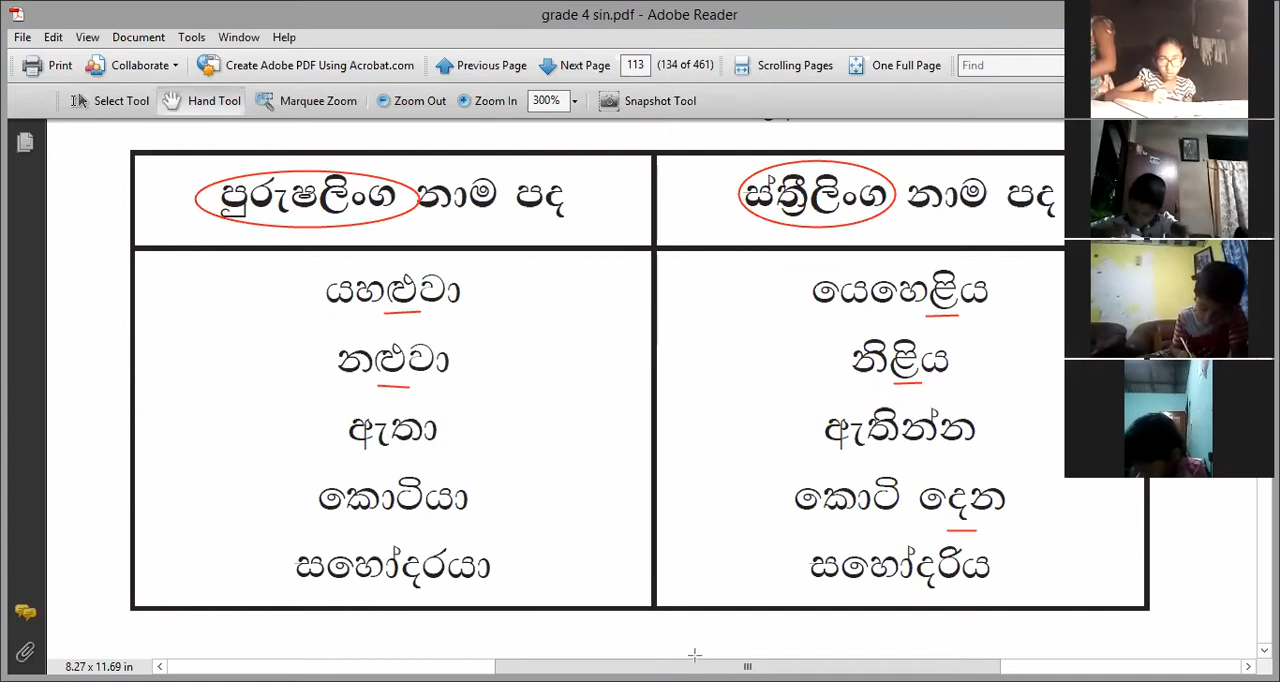 grade 4 sin.pdf - Adobe Reader
File Edit View Document Tools Window Help
Print Collaborate Create Adobe PDF Using Acrobat.com Previous Page Next Page 113 (134 of 461) Scrolling Pages One Full Page Find
Select Tool Hand Tool Marquee Zoom Zoom Out Zoom In 300% Snapshot Tool
පුරුෂලිංග නාම පද ස්ත්‍රීලිංග නාම පද
යහළුවා යෙහෙළිය
නළුවා නිළිය
ඇතා ඇතින්න
කොටියා කොටි දෙන
සහෝදරයා සහෝදරිය
8.27 x 11.69 in